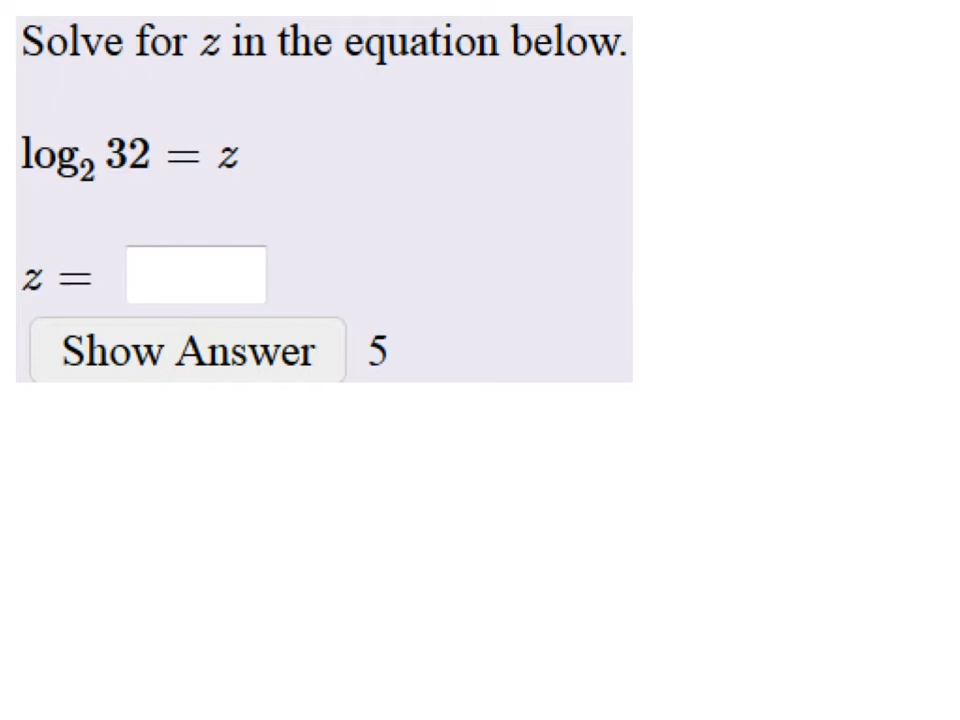 Solve for z in the equation below.
log₂ 32 = z
z =
Show Answer 5